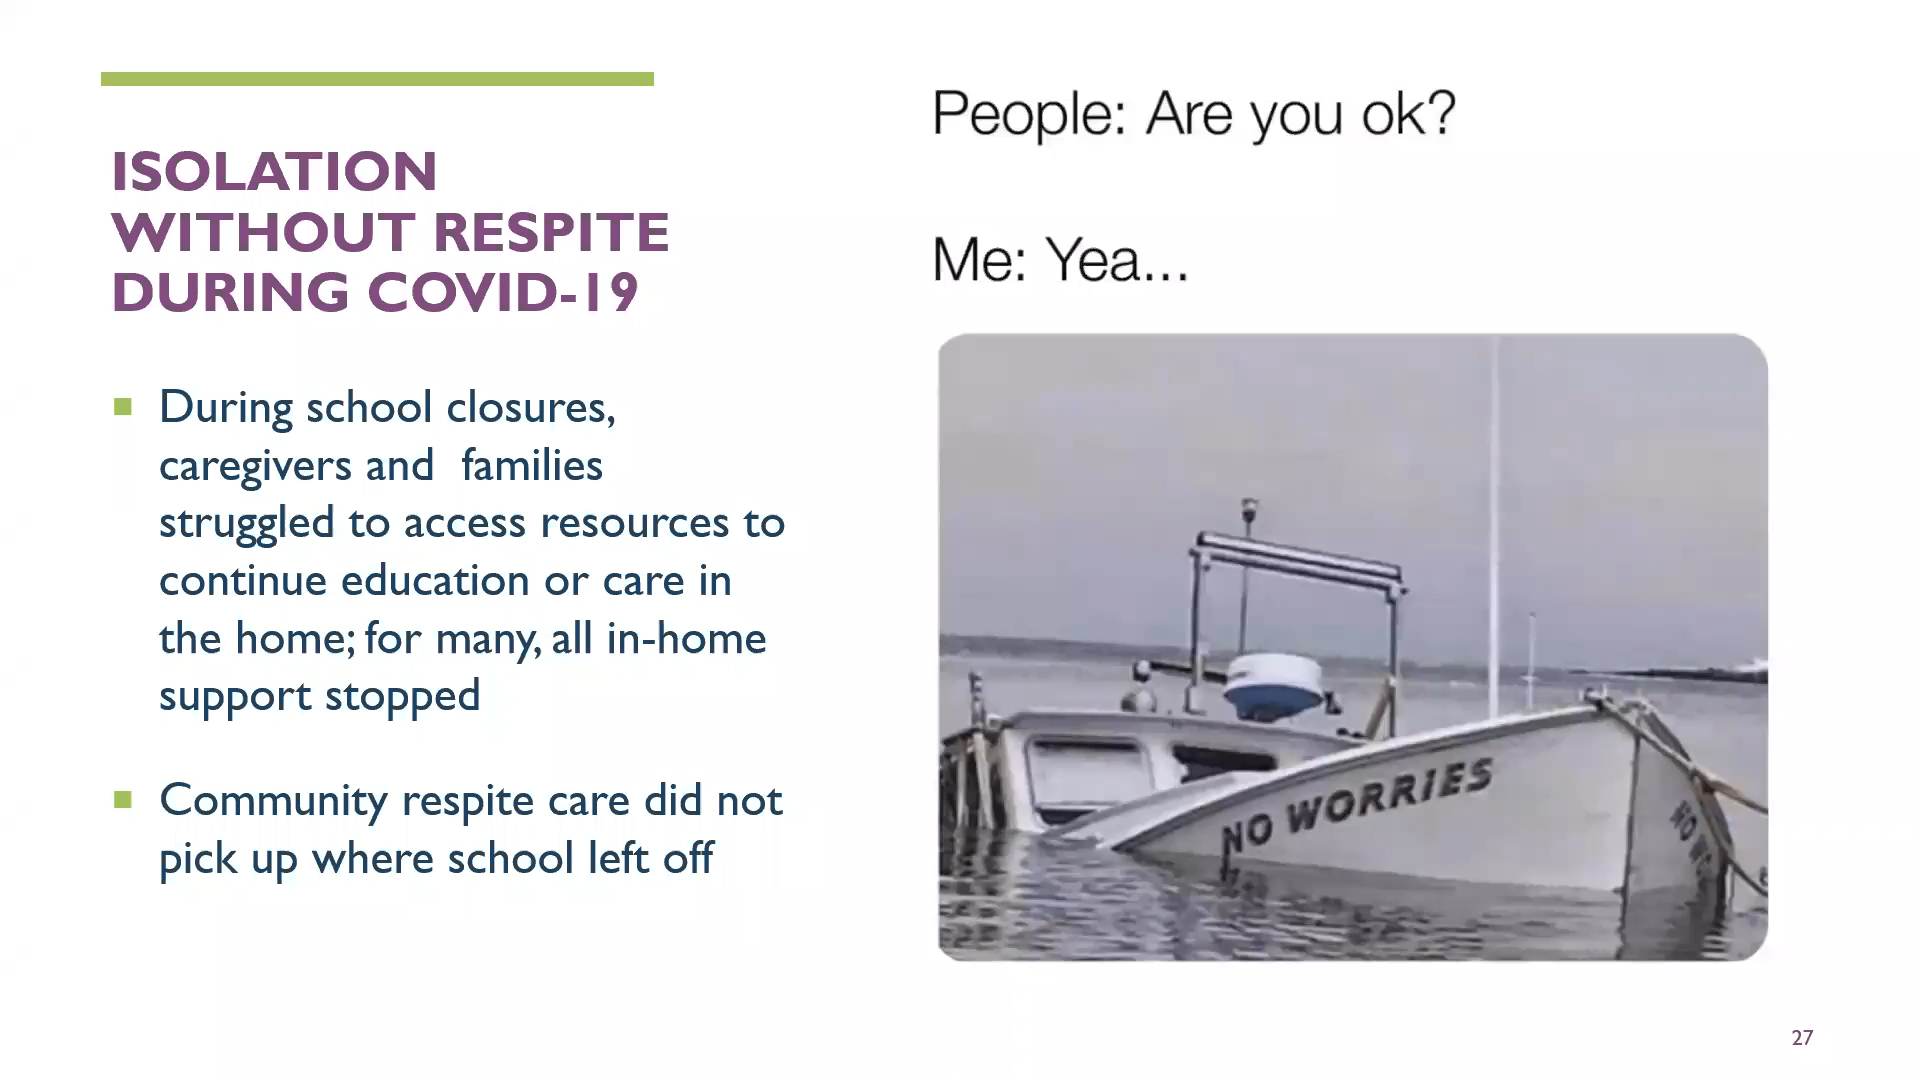 ISOLATION
WITHOUT RESPITE
DURING COVID-19
During school closures,
caregivers and families
struggled to access resources to
continue education or care in
the home; for many, all in-home
support stopped
Community respite care did not
pick up where school left off
People: Are you ok?
Me: Yea...
NO WORRIES
27